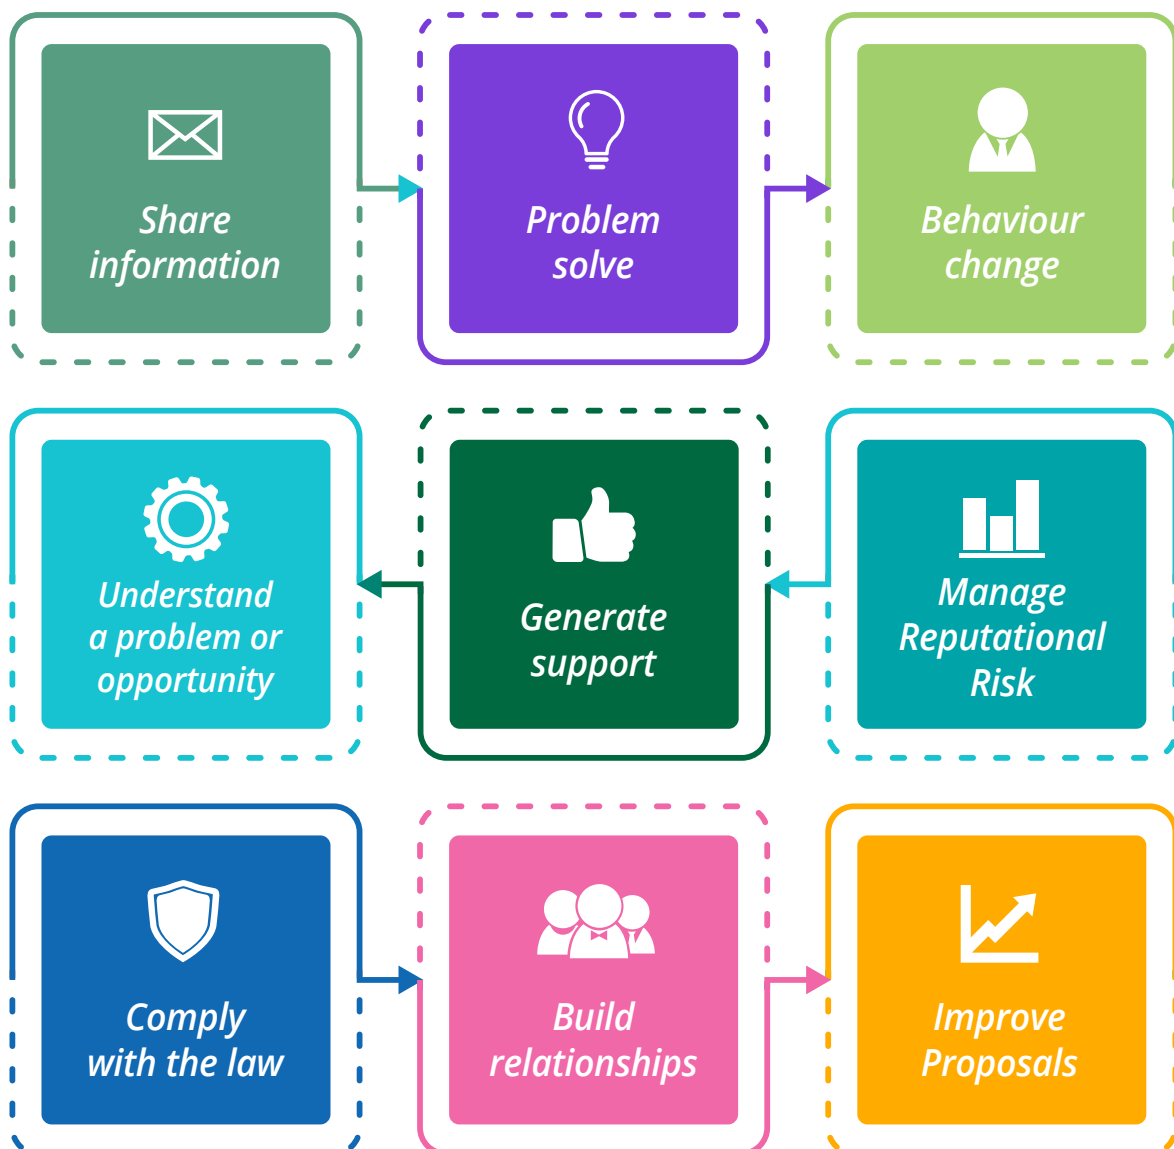 Share
information
Problem
solve
Behaviour
change
Understand
a problem or
opportunity
Generate
support
Manage
Reputational
Risk
Comply
with the law
Build
relationships
Improve
Proposals